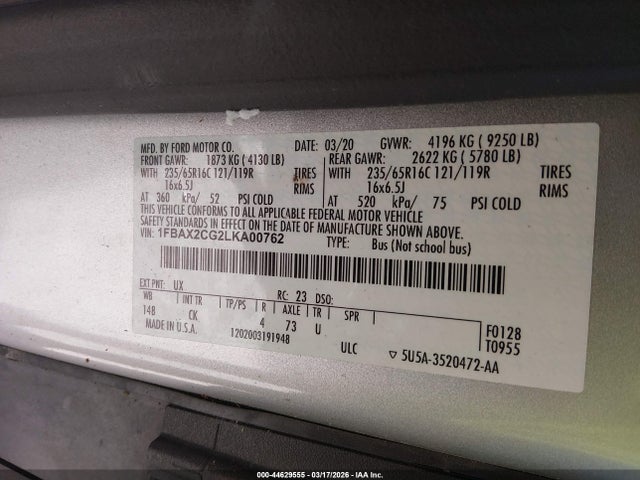 MFD. BY FORD MOTOR CO. DATE: 03/20 GVWR: 4196 KG ( 9250 LB)
FRONT GAWR: 1873 KG ( 4130 LB) REAR GAWR: 2622 KG ( 5780 LB)
WITH 235/65R16C 121/119R TIRES WITH 235/65R16C 121/119R TIRES
16x6.5J RIMS 16x6.5J RIMS
AT 360 kPa/ 52 PSI COLD AT 520 kPa/ 75 PSI COLD
THIS VEHICLE CONFORMS TO ALL APPLICABLE FEDERAL MOTOR VEHICLE
SAFETY STANDARDS IN EFFECT ON THE DATE OF MANUFACTURE SHOWN ABOVE.
VIN: 1FBAX2CG2LKA00762 TYPE: Bus (Not school bus)
EXT PNT: UX RC: 23 DSO:
WB INT TR TP/PS R AXLE TR SPR
148 CK 4 73 U F0128
MADE IN U.S.A. 1202003191948 ULC ▽ 5U5A-3520472-AA T0955
000-44629555 - 03/17/2026 - IAA Inc.